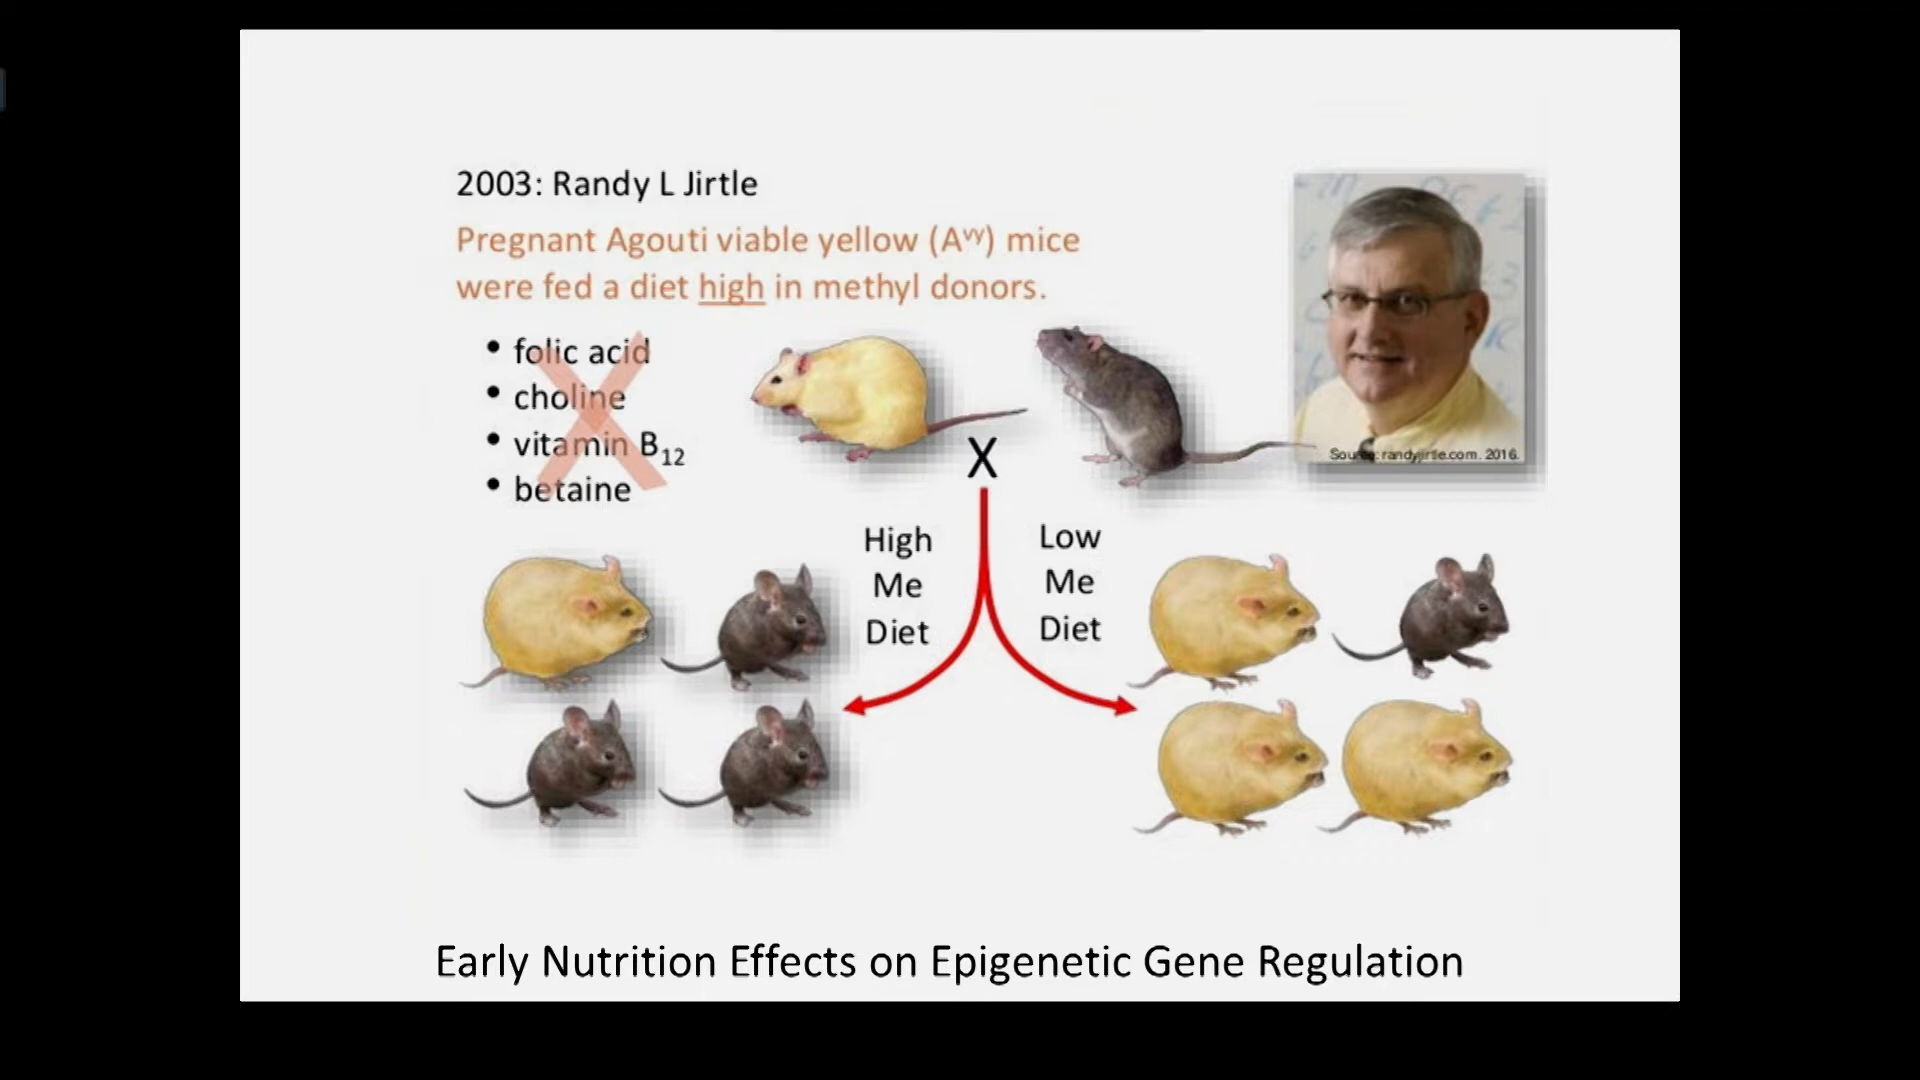 2003: Randy L Jirtle
Pregnant Agouti viable yellow (Aᵛʸ) mice
were fed a diet high in methyl donors.
• folic acid
• choline
• vitamin B₁₂
• betaine
Source: randyjirtle.com. 2016.
X
High
Me
Diet
Low
Me
Diet
Early Nutrition Effects on Epigenetic Gene Regulation